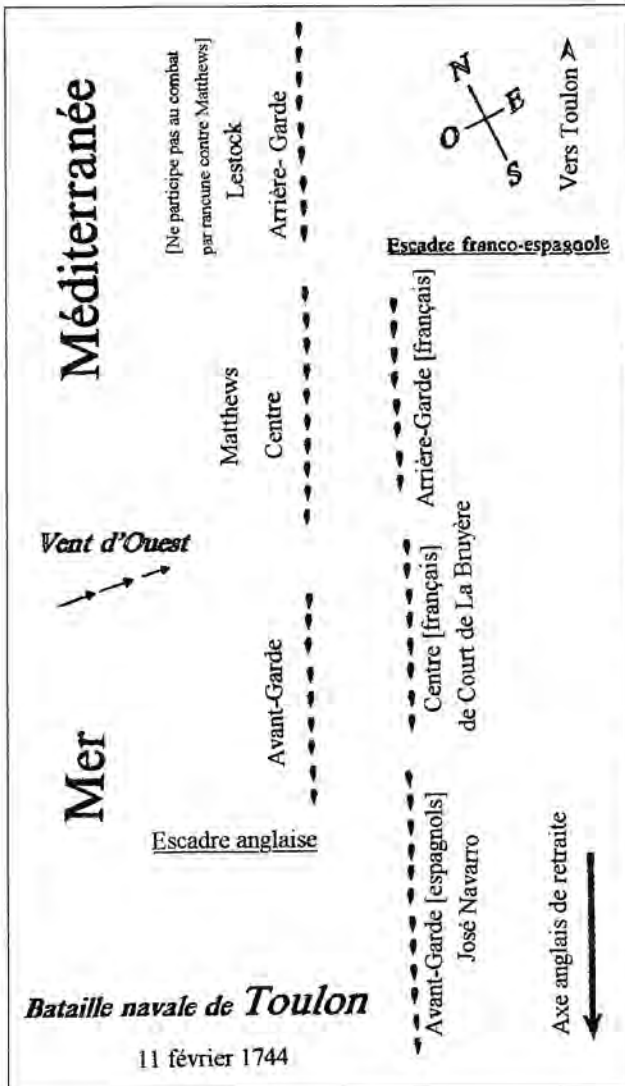 Mer Méditerranée
[Ne participe pas au combat
par rancune contre Matthews]
Lestock
Arrière- Garde
Matthews
Centre
Avant-Garde
Escadre anglaise
Vent d'Ouest
N
E
O
S
Vers Toulon
Escadre franco-espagnole
Arrière-Garde [français]
Centre [français]
de Court de La Bruyère
Avant-Garde [espagnols]
José Navarro
Axe anglais de retraite
Bataille navale de Toulon
11 février 1744